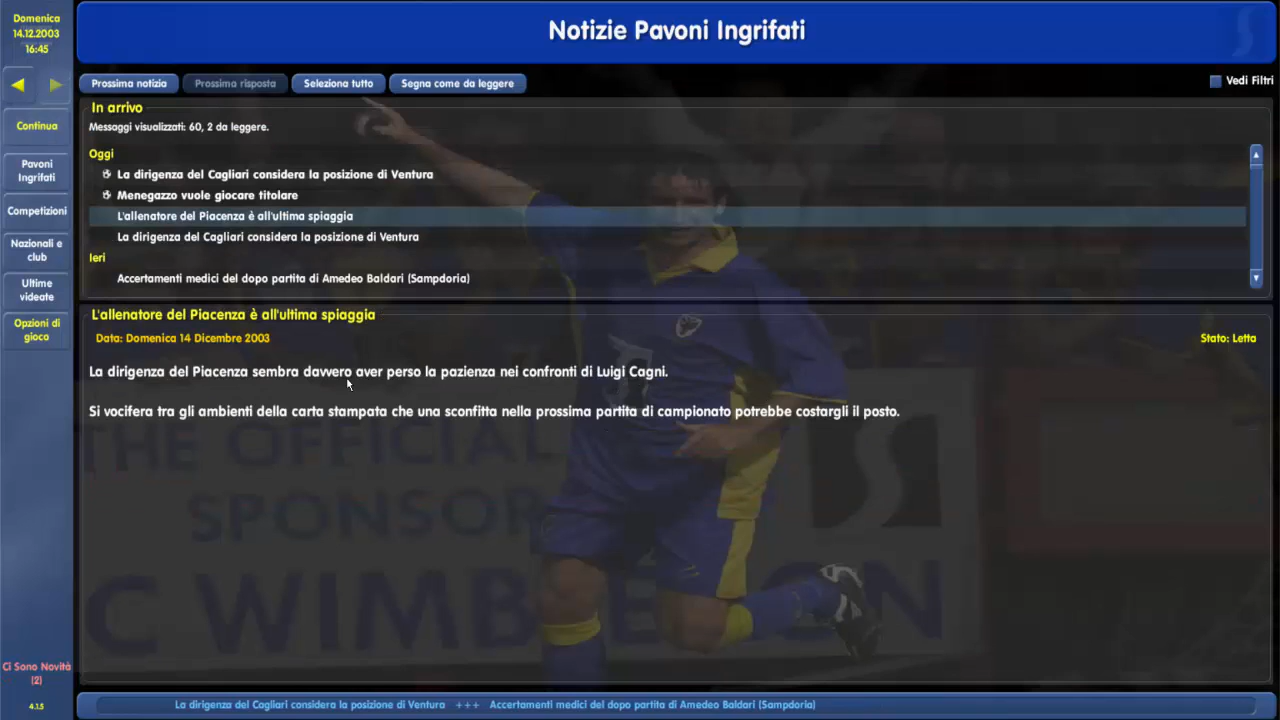 Domenica
14.12.2003
16:45
Notizie Pavoni Ingrifati
Prossima notizia
Prossima risposta
Seleziona tutto
Segna come da leggere
Vedi Filtri
Continua
Pavoni
Ingrifati
Competizioni
Nazionali e
club
Ultime
videate
Opzioni di
gioco
In arrivo
Messaggi visualizzati: 60, 2 da leggere.
Oggi
La dirigenza del Cagliari considera la posizione di Ventura
Menegazzo vuole giocare titolare
L'allenatore del Piacenza è all'ultima spiaggia
La dirigenza del Cagliari considera la posizione di Ventura
Ieri
Accertamenti medici del dopo partita di Amedeo Baldari (Sampdoria)
L'allenatore del Piacenza è all'ultima spiaggia
Data: Domenica 14 Dicembre 2003
Stato: Letta
La dirigenza del Piacenza sembra davvero aver perso la pazienza nei confronti di Luigi Cagni.
Si vocifera tra gli ambienti della carta stampata che una sconfitta nella prossima partita di campionato potrebbe costargli il posto.
THE OFFICIAL
SPONSOR
Ci Sono Novità
(2)
4.1.5
La dirigenza del Cagliari considera la posizione di Ventura +++ Accertamenti medici del dopo partita di Amedeo Baldari (Sampdoria)